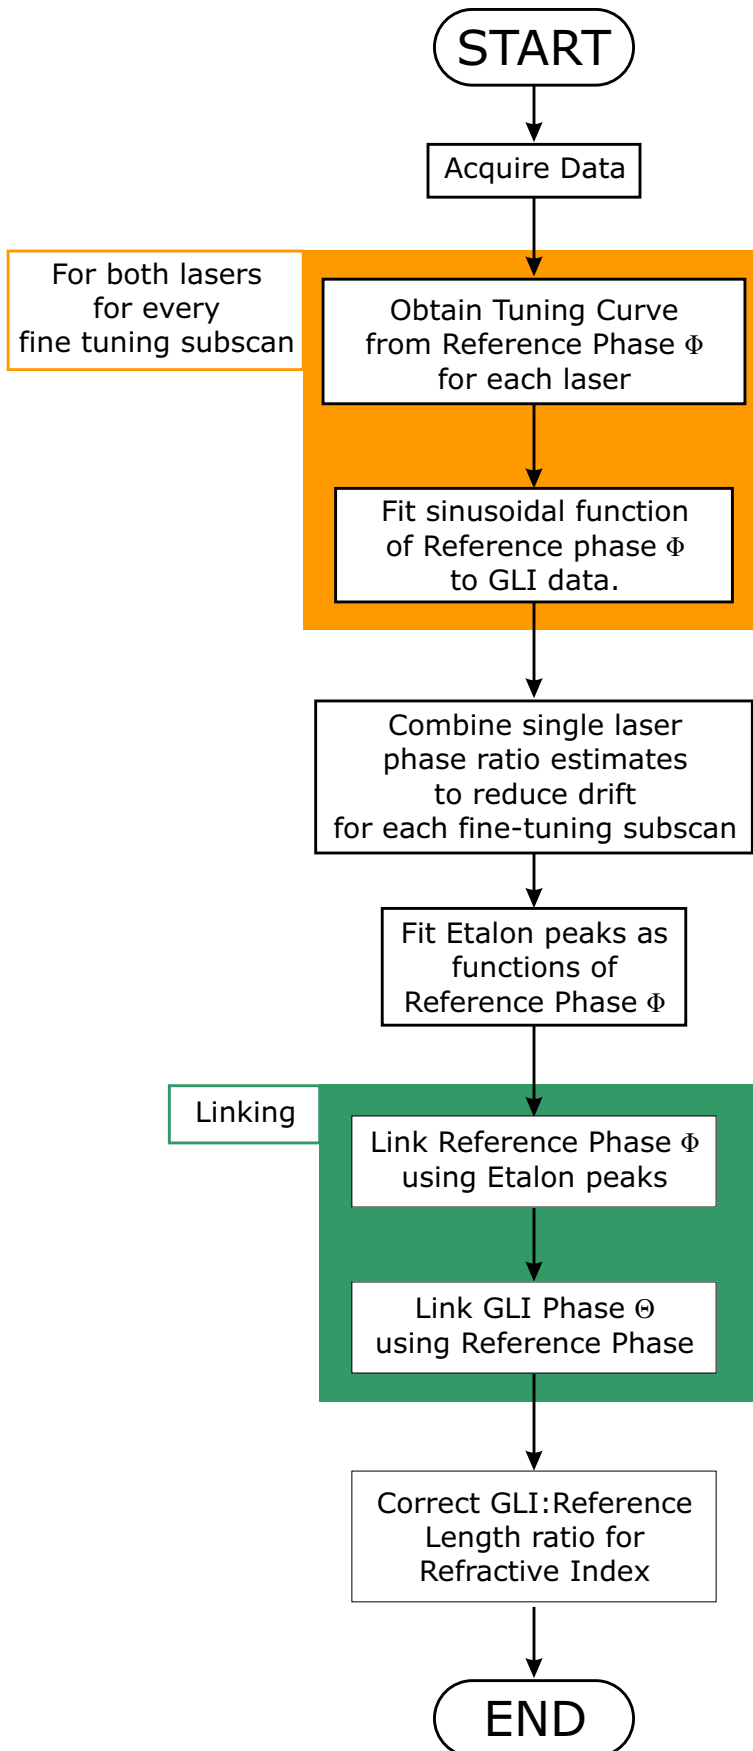 START
Acquire Data
For both lasers
for every
fine tuning subscan
Obtain Tuning Curve
from Reference Phase Φ
for each laser
Fit sinusoidal function
of Reference phase Φ
to GLI data.
Combine single laser
phase ratio estimates
to reduce drift
for each fine-tuning subscan
Fit Etalon peaks as
functions of
Reference Phase Φ
Linking
Link Reference Phase Φ
using Etalon peaks
Link GLI Phase Θ
using Reference Phase
Correct GLI:Reference
Length ratio for
Refractive Index
END